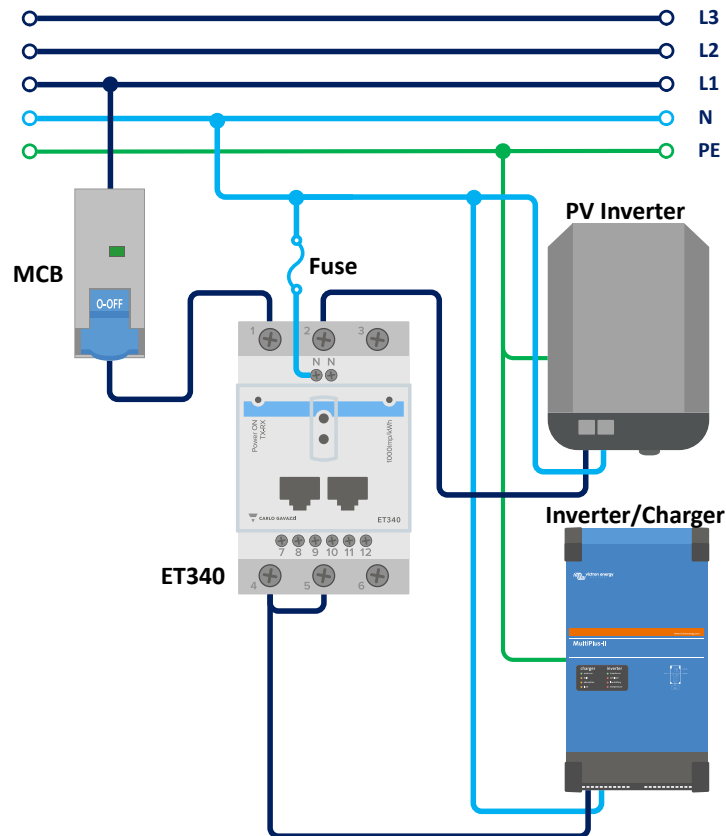 L3
L2
L1
N
PE
PV Inverter
MCB
Fuse
O-OFF
1 2 3
N N
Power ON
TX-RX
1000imp/kWh
CARLO GAVAZZI
ET340
7 8 9 10 11 12
4 5 6
ET340
Inverter/Charger
victron energy
MultiPlus-II
Charger Inverter